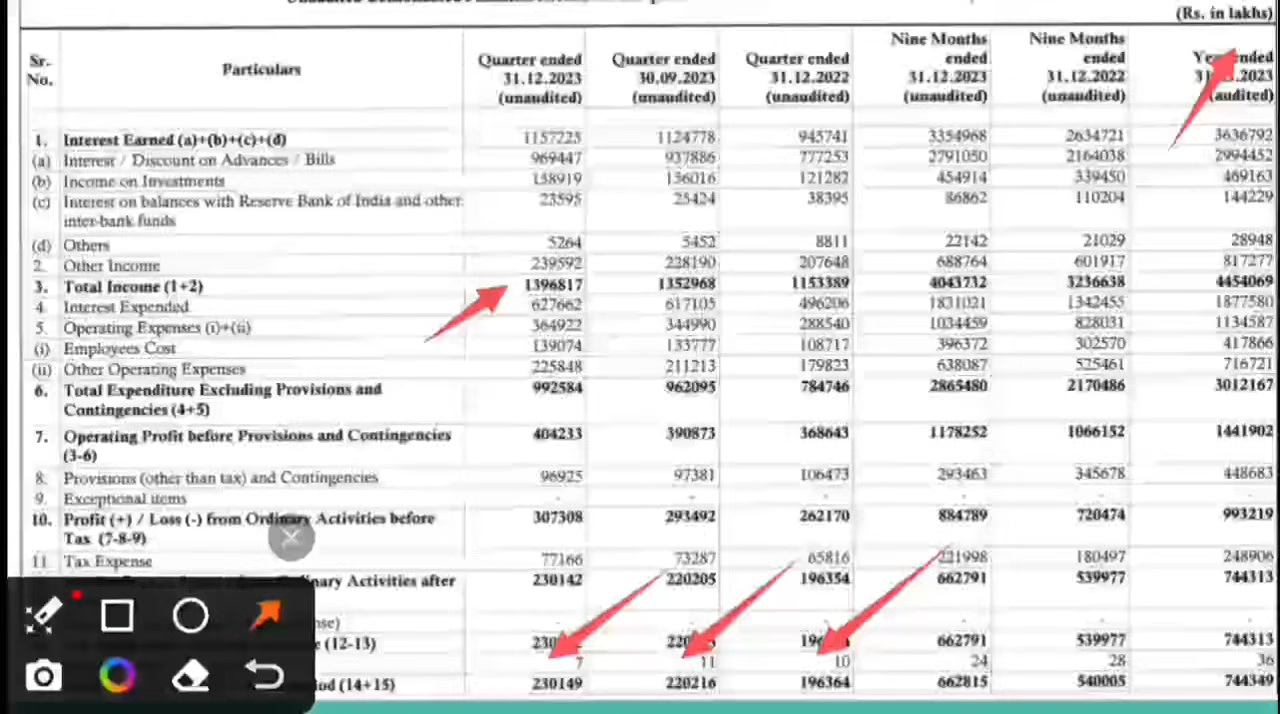 (Rs. in lakhs)
Sr. No. Particulars Quarter ended 31.12.2023 (unaudited) Quarter ended 30.09.2023 (unaudited) Quarter ended 31.12.2022 (unaudited) Nine Months ended 31.12.2023 (unaudited) Nine Months ended 31.12.2022 (unaudited) ended .2023 (audited)
1. Interest Earned (a)+(b)+(c)+(d) 1157225 1124778 945741 3354968 2634721 3636792
(a) Interest / Discount on Advances / Bills 969447 937886 777253 2791050 2164038 2994452
(b) Income on Investments 158919 156016 121282 454914 339450 469163
(c) Interest on balances with Reserve Bank of India and other 23595 25424 38395 86862 110204 144229
inter-bank funds
(d) Others 5264 5452 8811 22142 21029 28948
2. Other Income 239592 228190 207648 688764 601917 817277
3. Total Income (1+2) 1396817 1352968 1153389 4043732 3236638 4454069
4. Interest Expended 627662 617105 496206 1831021 1342455 1877580
5. Operating Expenses (i)+(ii) 364922 344990 288540 1034459 828031 1134587
(i) Employees Cost 139074 133777 108717 396372 302570 417866
(ii) Other Operating Expenses 225848 211213 179823 638087 525461 716721
6. Total Expenditure Excluding Provisions and 992584 962095 784746 2865480 2170486 3012167
Contingencies (4+5)
7. Operating Profit before Provisions and Contingencies 404233 390873 368643 1178252 1066152 1441902
(3-6)
8. Provisions (other than tax) and Contingencies 96925 97381 106473 293463 345678 448683
9. Exceptional items - - - - - -
10. Profit (+) / Loss (-) from Ordinary Activities before 307308 293492 262170 884789 720474 993219
Tax (7-8-9)
11. Tax Expense 77166 73287 65816 221998 180497 248906
Activities after 230142 220205 196354 662791 539977 744313
(12-13) 662791 539977 744313
7 11 10 24 28 36
(14+15) 230149 220216 196364 662815 540005 744349